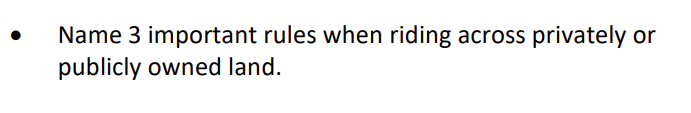 • Name 3 important rules when riding across privately or
publicly owned land.